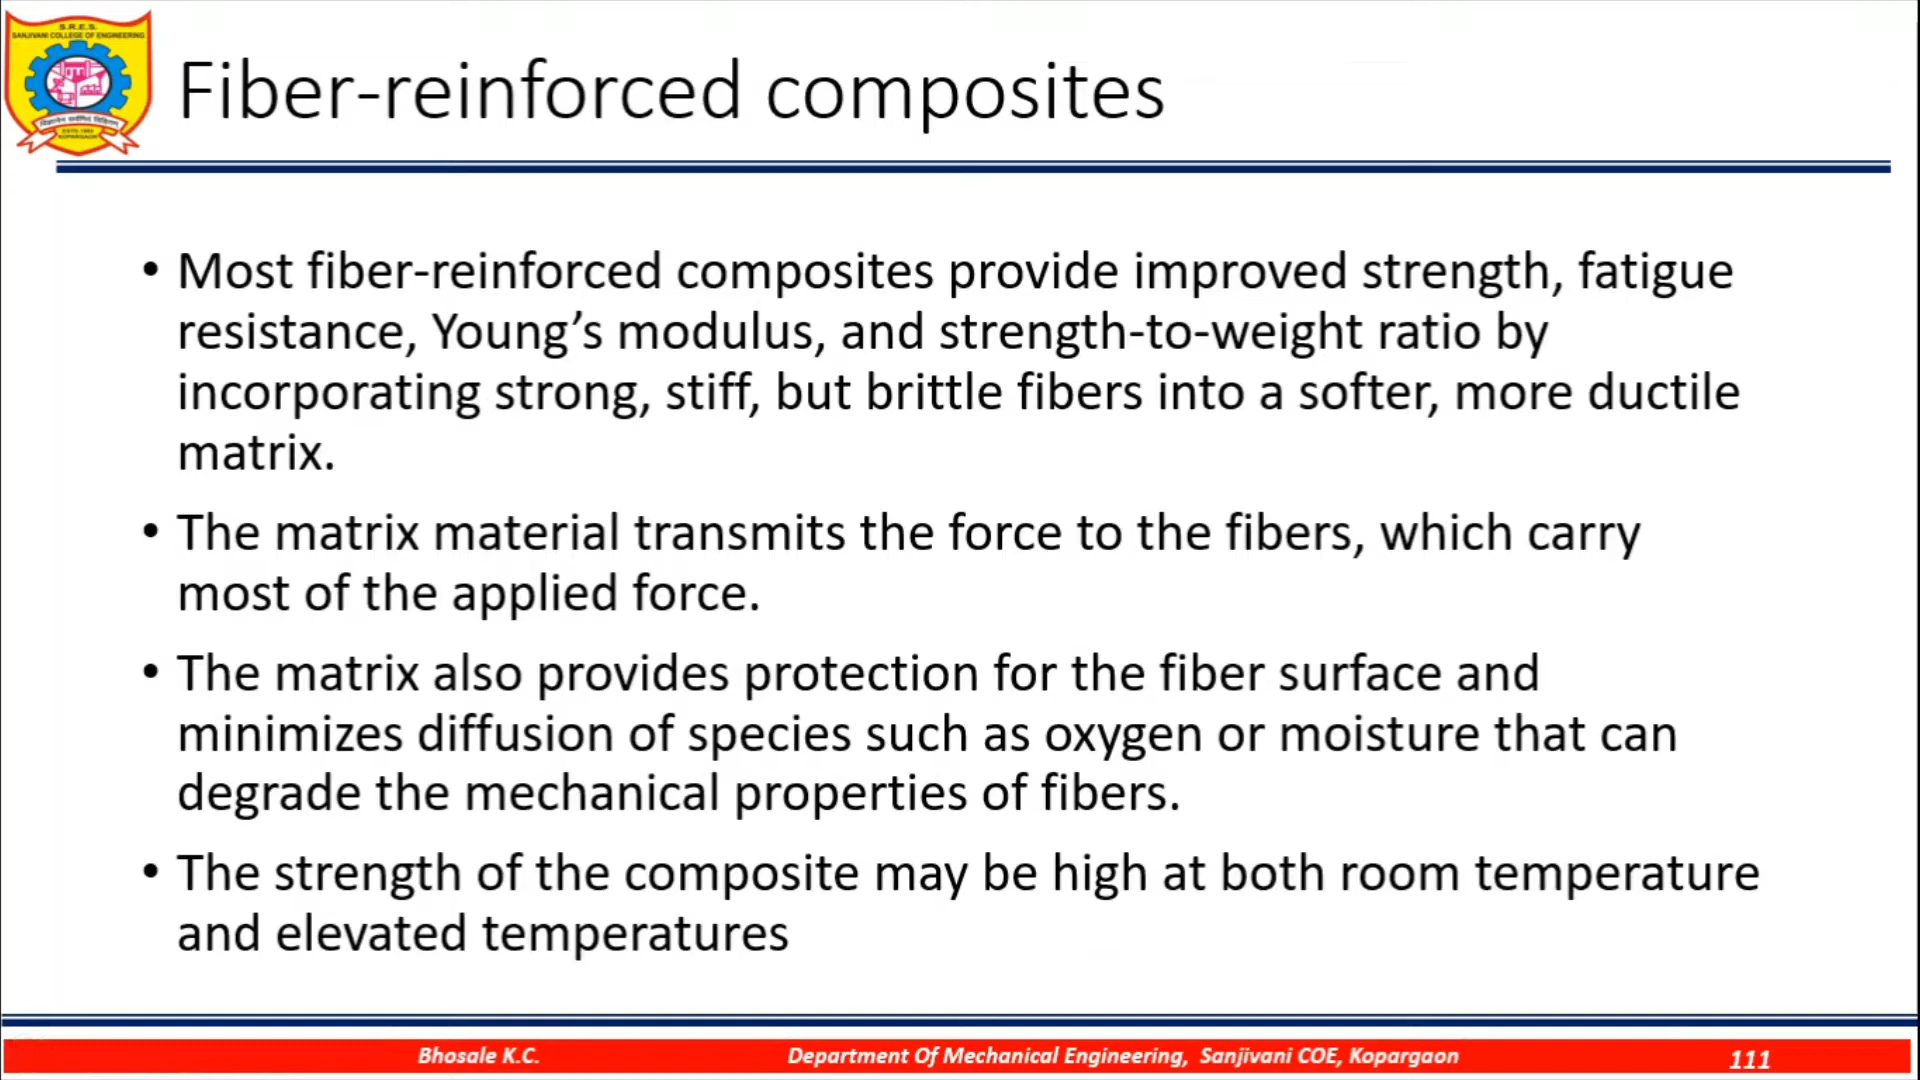 S.R.E.S.
SANJIVANI COLLEGE OF ENGINEERING
KOPARGAON
Fiber-reinforced composites
• Most fiber-reinforced composites provide improved strength, fatigue
resistance, Young’s modulus, and strength-to-weight ratio by
incorporating strong, stiff, but brittle fibers into a softer, more ductile
matrix.
• The matrix material transmits the force to the fibers, which carry
most of the applied force.
• The matrix also provides protection for the fiber surface and
minimizes diffusion of species such as oxygen or moisture that can
degrade the mechanical properties of fibers.
• The strength of the composite may be high at both room temperature
and elevated temperatures
Bhosale K.C. Department Of Mechanical Engineering, Sanjivani COE, Kopargaon 111